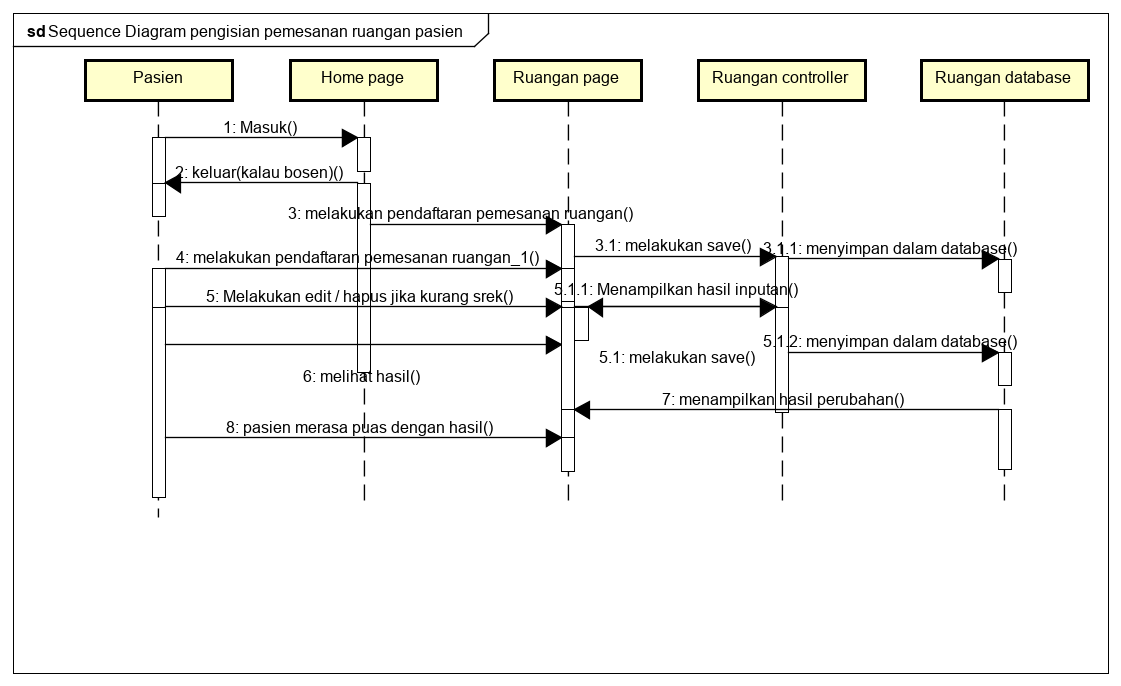 sd Sequence Diagram pengisian pemesanan ruangan pasien
Pasien
Home page
Ruangan page
Ruangan controller
Ruangan database
1: Masuk()
2: keluar(kalau bosen)()
3: melakukan pendaftaran pemesanan ruangan()
3.1: melakukan save()
3.1.1: menyimpan dalam database()
4: melakukan pendaftaran pemesanan ruangan_1()
5: Melakukan edit / hapus jika kurang srek()
5.1.1: Menampilkan hasil inputan()
5.1.2: menyimpan dalam database()
5.1: melakukan save()
6: melihat hasil()
7: menampilkan hasil perubahan()
8: pasien merasa puas dengan hasil()